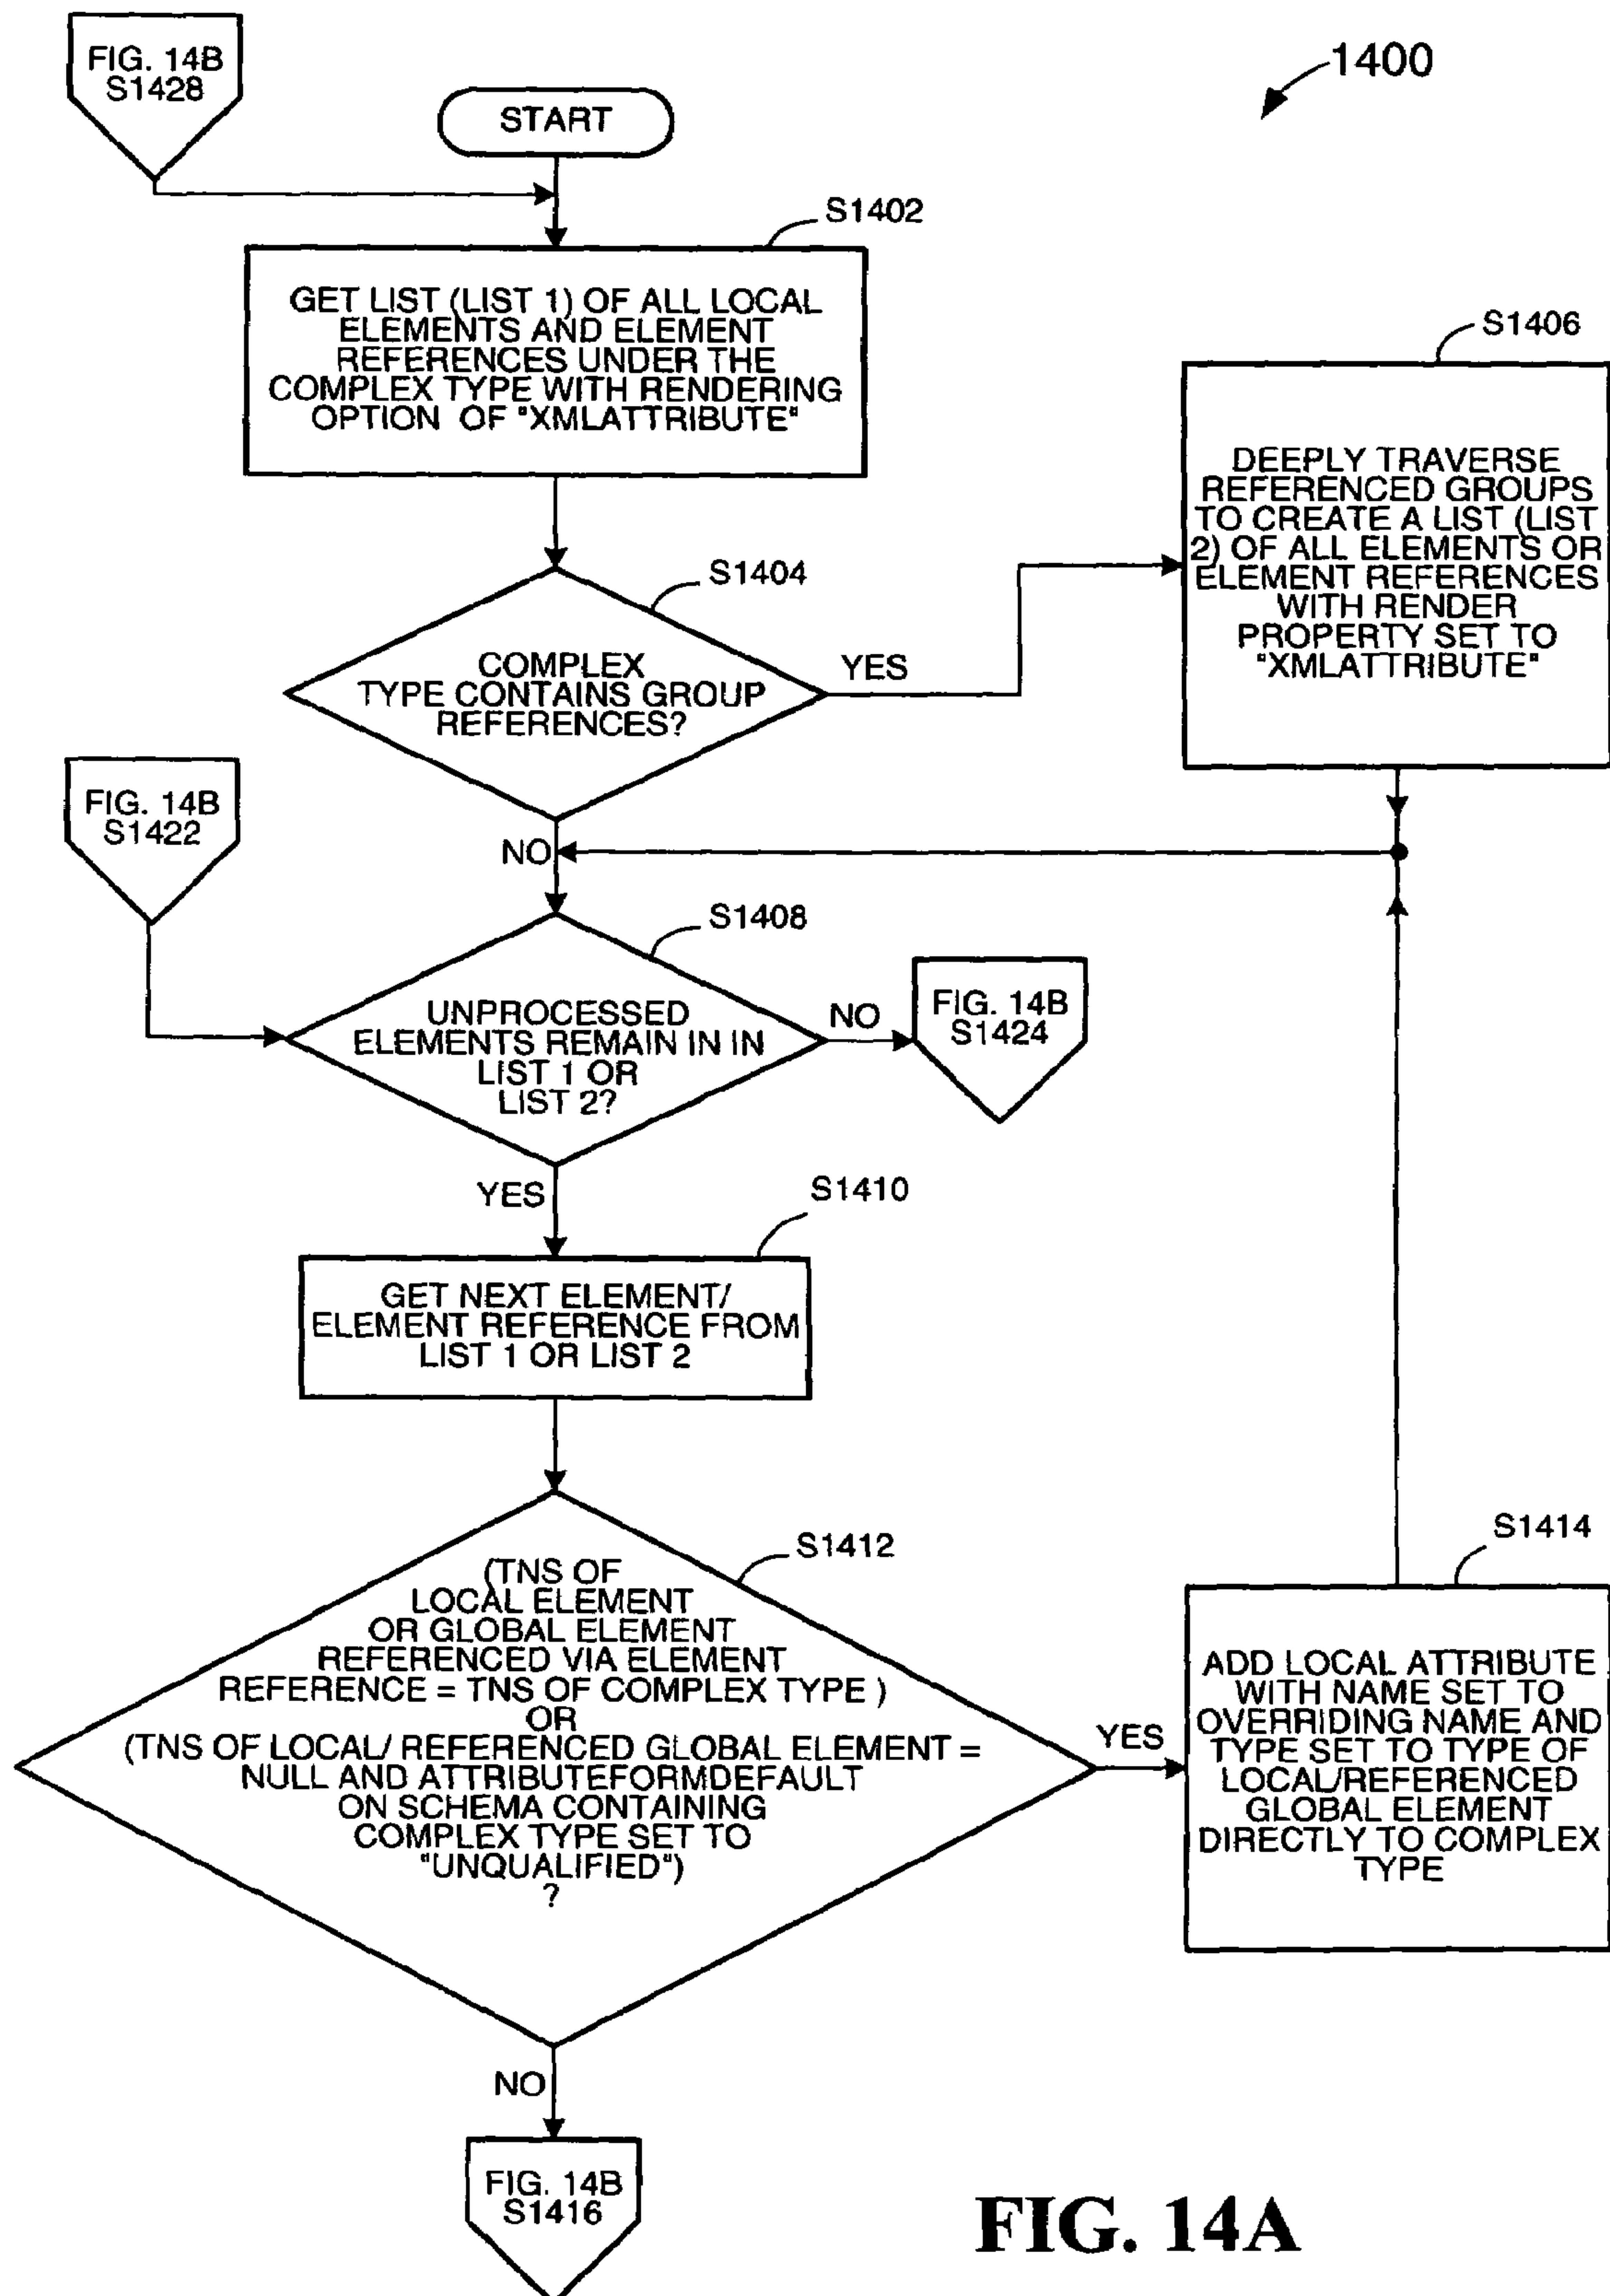 FIG. 14B
S1428
START
1400
S1402
GET LIST (LIST 1) OF ALL LOCAL
ELEMENTS AND ELEMENT
REFERENCES UNDER THE
COMPLEX TYPE WITH RENDERING
OPTION OF "XMLATTRIBUTE"
S1406
DEEPLY TRAVERSE
REFERENCED GROUPS
TO CREATE A LIST (LIST
2) OF ALL ELEMENTS OR
ELEMENT REFERENCES
WITH RENDER
PROPERTY SET TO
"XMLATTRIBUTE"
S1404
COMPLEX
TYPE CONTAINS GROUP
REFERENCES?
YES
FIG. 14B
S1422
NO
S1408
UNPROCESSED
ELEMENTS REMAIN IN IN
LIST 1 OR
LIST 2?
NO
FIG. 14B
S1424
YES
S1410
GET NEXT ELEMENT/
ELEMENT REFERENCE FROM
LIST 1 OR LIST 2
S1412
(TNS OF
LOCAL ELEMENT
OR GLOBAL ELEMENT
REFERENCED VIA ELEMENT
REFERENCE = TNS OF COMPLEX TYPE )
OR
(TNS OF LOCAL/ REFERENCED GLOBAL ELEMENT =
NULL AND ATTRIBUTEFORMDEFAULT
ON SCHEMA CONTAINING
COMPLEX TYPE SET TO
"UNQUALIFIED")
?
YES
S1414
ADD LOCAL ATTRIBUTE
WITH NAME SET TO
OVERRIDING NAME AND
TYPE SET TO TYPE OF
LOCAL/REFERENCED
GLOBAL ELEMENT
DIRECTLY TO COMPLEX
TYPE
NO
FIG. 14B
S1416
FIG. 14A